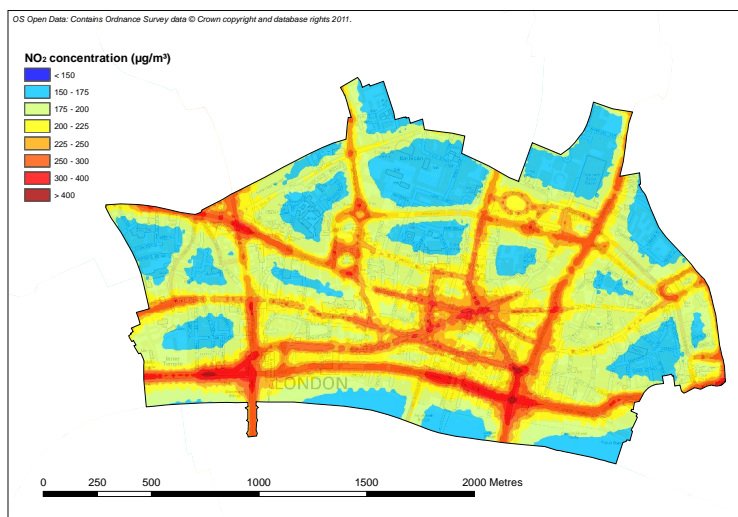 OS Open Data: Contains Ordnance Survey data © Crown copyright and database rights 2011.
NO₂ concentration (µg/m³)
< 150
150 - 175
175 - 200
200 - 225
225 - 250
250 - 300
300 - 400
> 400
LONDON
0 250 500 1000 1500 2000 Metres